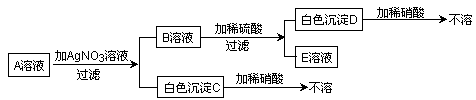 白色沉淀D 加稀硝酸 不溶
B溶液 加稀硫酸 过滤
E溶液
A溶液 加AgNO3溶液 过滤
白色沉淀C 加稀硝酸 不溶